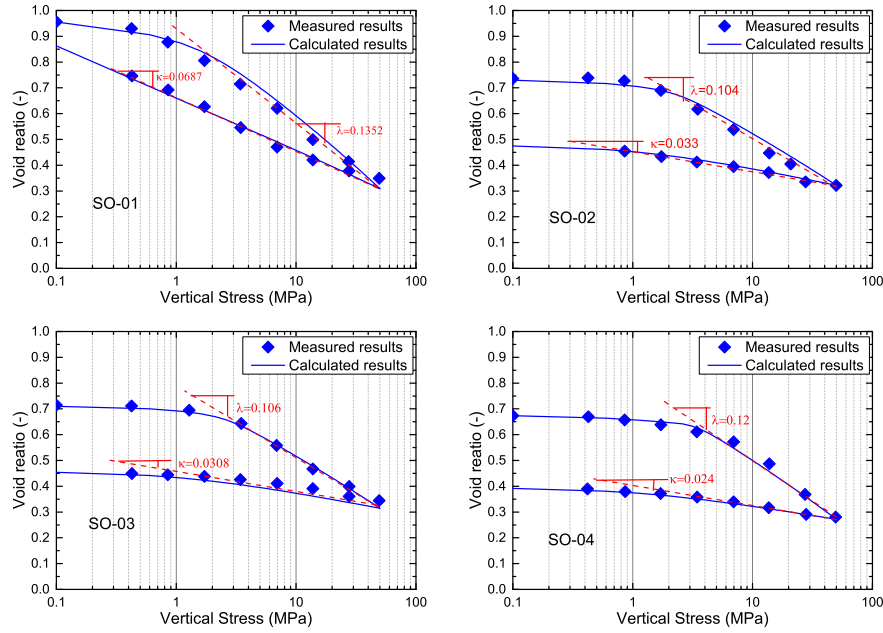 1.0
0.9
0.8
0.7
0.6
0.5
0.4
0.3
0.2
0.1
0.0
0.1
1
10
100
Void reatio (-)
Vertical Stress (MPa)
Measured results
Calculated results
κ=0.0687
λ=0.1352
SO-01
1.0
0.9
0.8
0.7
0.6
0.5
0.4
0.3
0.2
0.1
0.0
0.1
1
10
100
Void reatio (-)
Vertical Stress (MPa)
Measured results
Calculated results
λ=0.104
κ=0.033
SO-02
1.0
0.9
0.8
0.7
0.6
0.5
0.4
0.3
0.2
0.1
0.0
0.1
1
10
100
Void reatio (-)
Vertical Stress (MPa)
Measured results
Calculated results
λ=0.106
κ=0.0308
SO-03
1.0
0.9
0.8
0.7
0.6
0.5
0.4
0.3
0.2
0.1
0.0
0.1
1
10
100
Void reatio (-)
Vertical Stress (MPa)
Measured results
Calculated results
λ=0.12
κ=0.024
SO-04